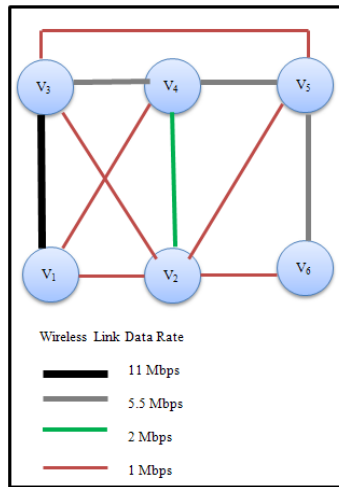 V3 V4 V5
V1 V2 V6
Wireless Link Data Rate
11 Mbps
5.5 Mbps
2 Mbps
1 Mbps